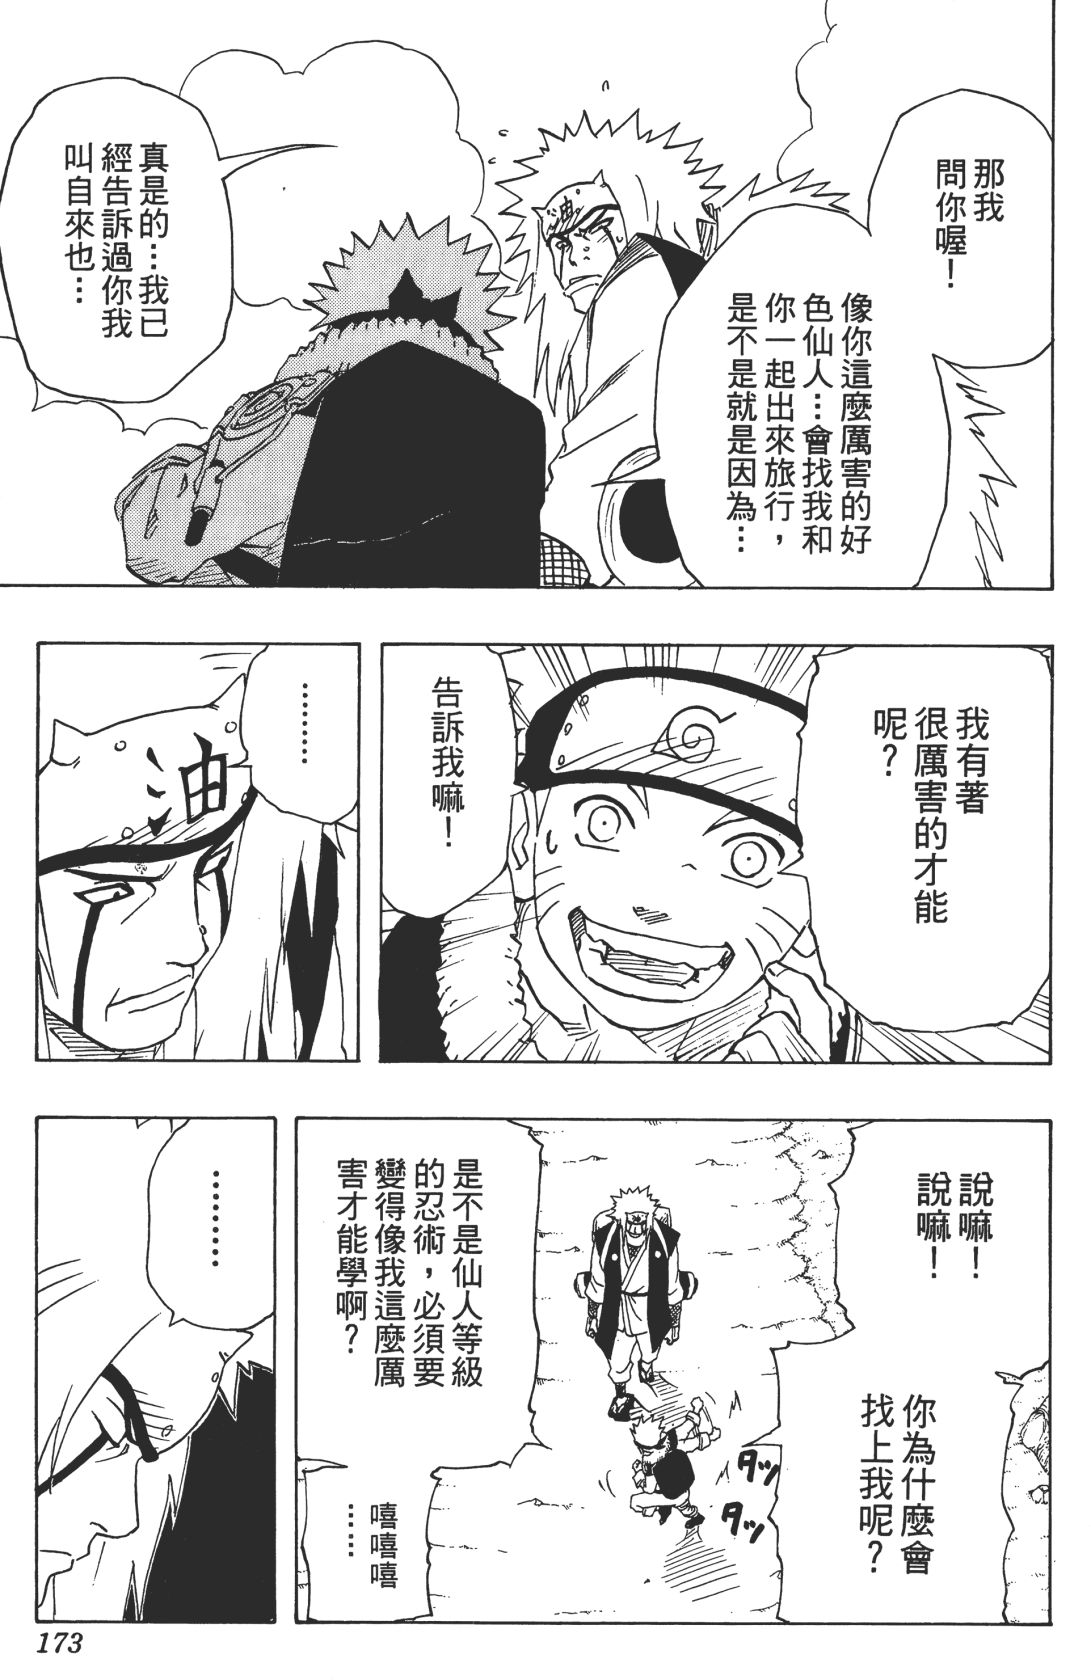 那我
問你喔！
像你這麼厲害的好
色仙人…會找我和
你一起出來旅行，
是不是就是因為…
真是的…我已
經告訴過你我
叫自來也…
油
我有著
很厲害的才能
呢？
告訴我嘛！
………
油
說嘛！
說嘛！
你為什麼會
找上我呢？
是不是仙人等級
的忍術，必須要
變得像我這麼厲
害才能學啊？
嘻嘻嘻
……
タッ
タッ
………
173